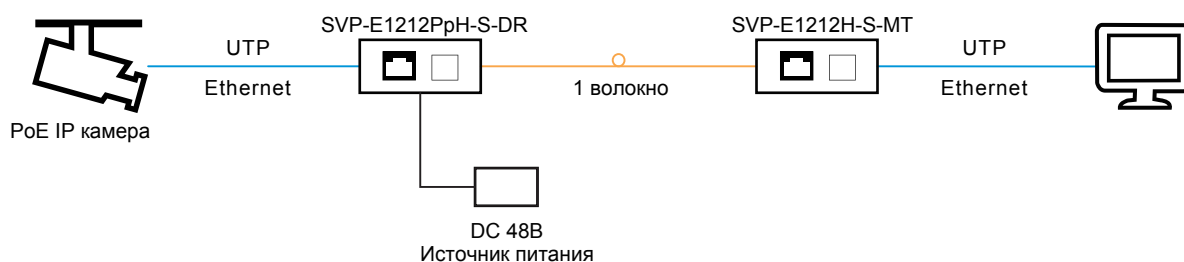 SVP-E1212PpH-S-DR
SVP-E1212H-S-MT
UTP
UTP
Ethernet
1 волокно
Ethernet
PoE IP камера
DC 48В
Источник питания